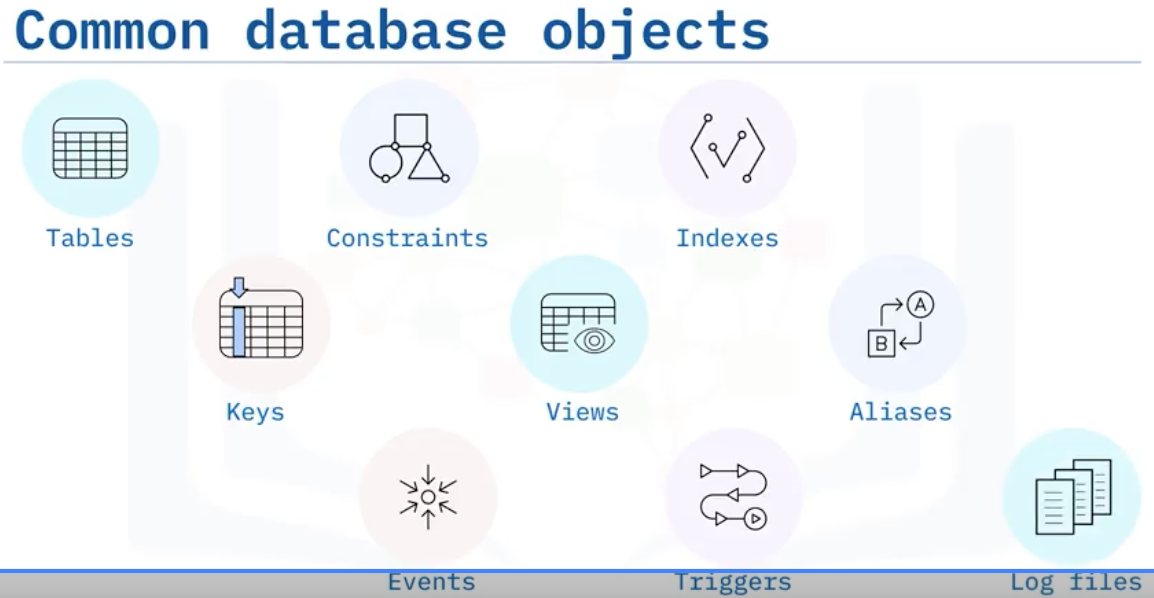 Common database objects
Tables
Constraints
Indexes
Keys
Views
A
B
Aliases
Events
Triggers
Log files